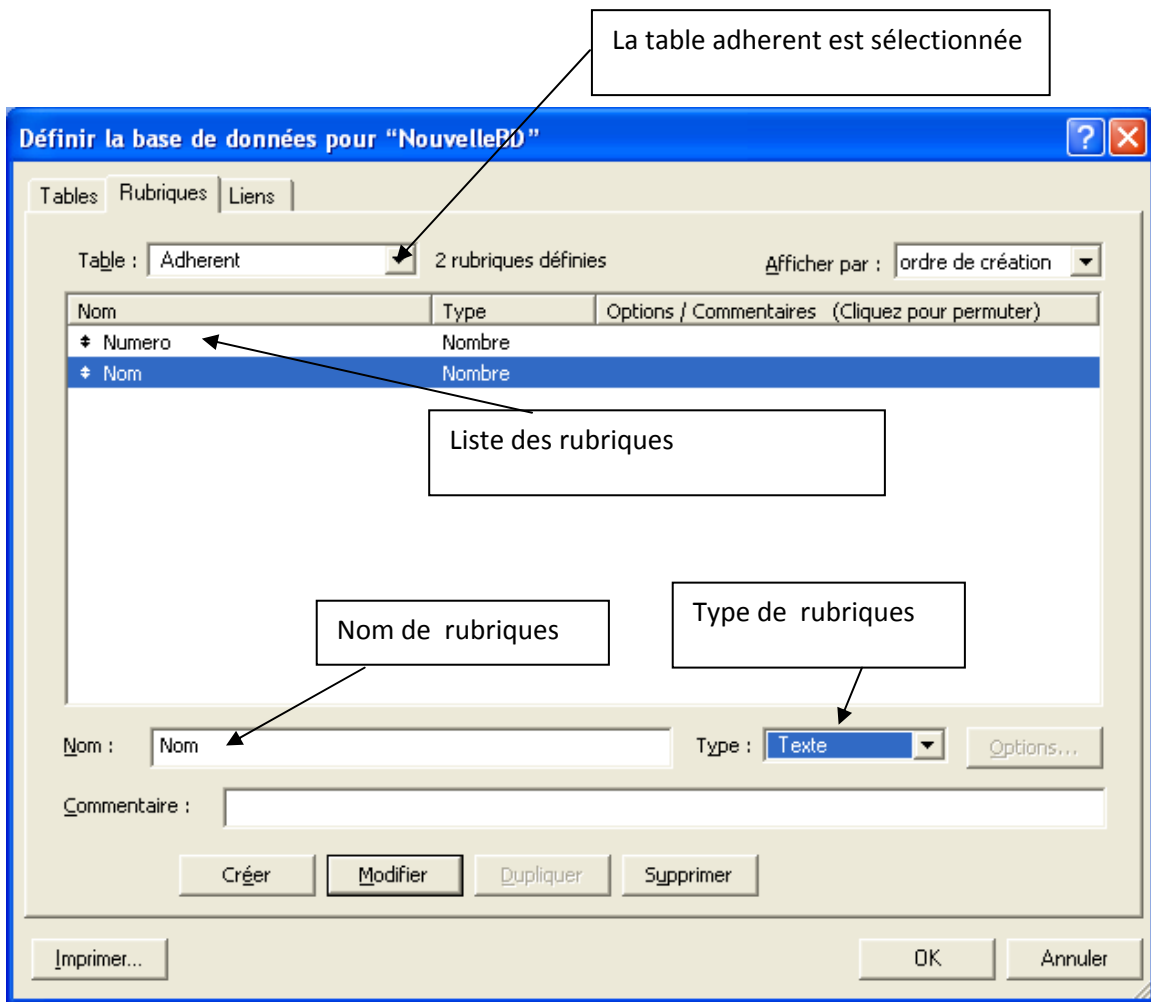 La table adherent est sélectionnée
Définir la base de données pour “NouvelleBD”
Tables Rubriques Liens
Table : Adherent 2 rubriques définies Afficher par : ordre de création
Nom Type Options / Commentaires (Cliquez pour permuter)
Numero Nombre
Nom Nombre
Liste des rubriques
Nom de rubriques
Type de rubriques
Nom : Nom Type : Texte Options...
Commentaire :
Créer Modifier Dupliquer Supprimer
Imprimer... OK Annuler